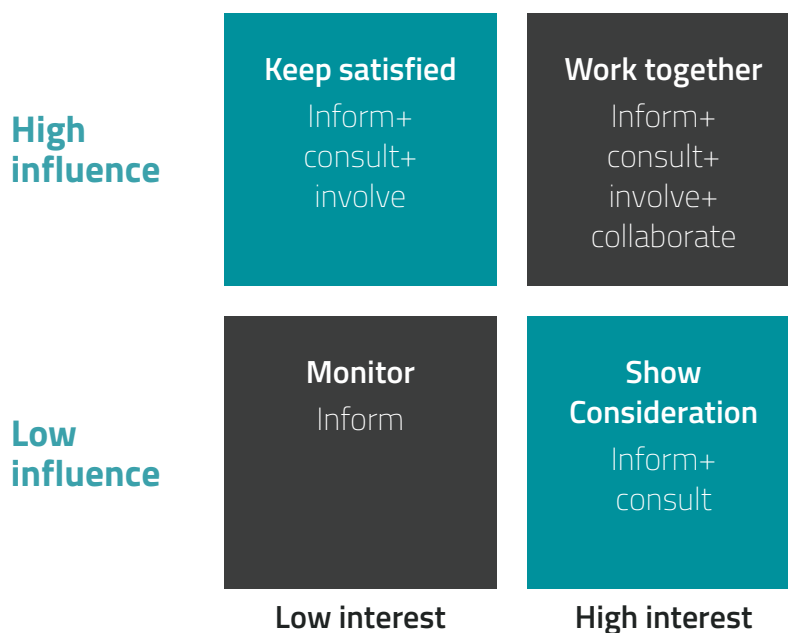 High
influence
Keep satisfied
Inform+
consult+
involve
Work together
Inform+
consult+
involve+
collaborate
Low
influence
Monitor
Inform
Show
Consideration
Inform+
consult
Low interest
High interest